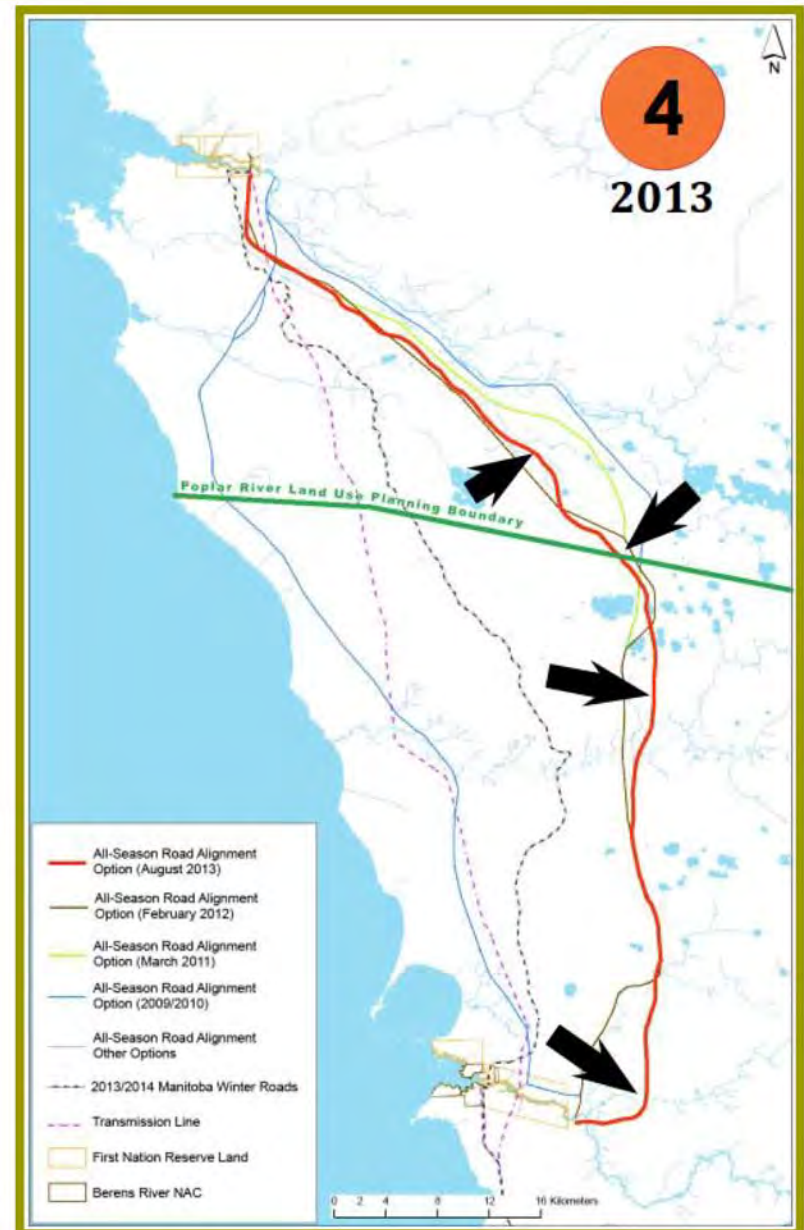 N
4
2013
Poplar River Land Use Planning Boundary
All-Season Road Alignment
Option (August 2013)
All-Season Road Alignment
Option (February 2012)
All-Season Road Alignment
Option (March 2011)
All-Season Road Alignment
Option (2009/2010)
All-Season Road Alignment
Other Options
2013/2014 Manitoba Winter Roads
Transmission Line
First Nation Reserve Land
Berens River NAC
0 2 4 8 12 16 Kilometers